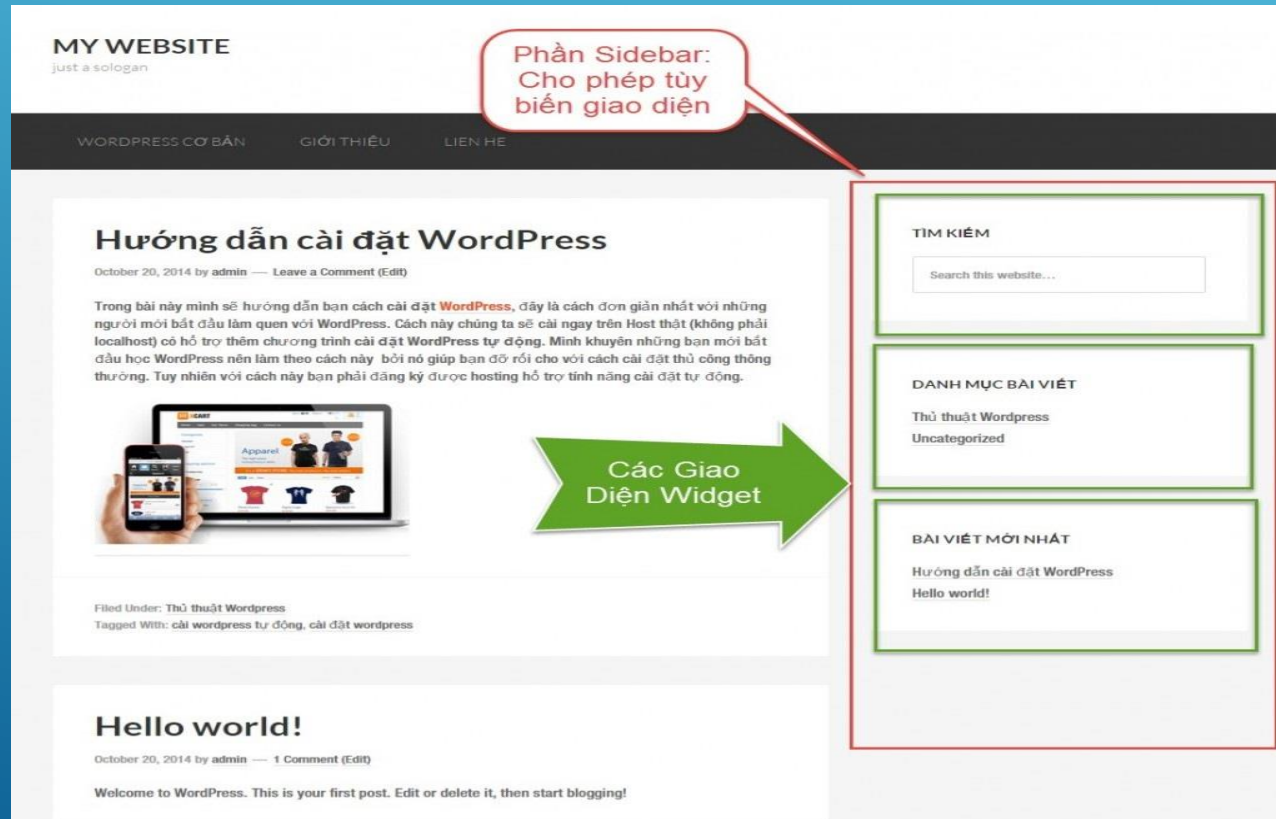 MY WEBSITE
just a sologan
Phần Sidebar:
Cho phép tùy
biến giao diện
WORDPRESS CƠ BẢN GIỚI THIỆU LIEN HE
Hướng dẫn cài đặt WordPress
October 20, 2014 by admin — Leave a Comment (Edit)
Trong bài này mình sẽ hướng dẫn bạn cách cài đặt WordPress, đây là cách đơn giản nhất với những
người mới bắt đầu làm quen với WordPress. Cách này chúng ta sẽ cài ngay trên Host thật (không phải
localhost) có hỗ trợ thêm chương trình cài đặt WordPress tự động. Mình khuyên những bạn mới bắt
đầu học WordPress nên làm theo cách này bởi nó giúp bạn đỡ rối cho với cách cài đặt thủ công thông
thường. Tuy nhiên với cách này bạn phải đăng ký được hosting hỗ trợ tính năng cài đặt tự động.
Apparel
Các Giao
Diện Widget
Filed Under: Thủ thuật Wordpress
Tagged With: cài wordpress tự động, cài đặt wordpress
Hello world!
October 20, 2014 by admin — 1 Comment (Edit)
Welcome to WordPress. This is your first post. Edit or delete it, then start blogging!
TÌM KIẾM
Search this website...
DANH MỤC BÀI VIẾT
Thủ thuật Wordpress
Uncategorized
BÀI VIẾT MỚI NHẤT
Hướng dẫn cài đặt WordPress
Hello world!